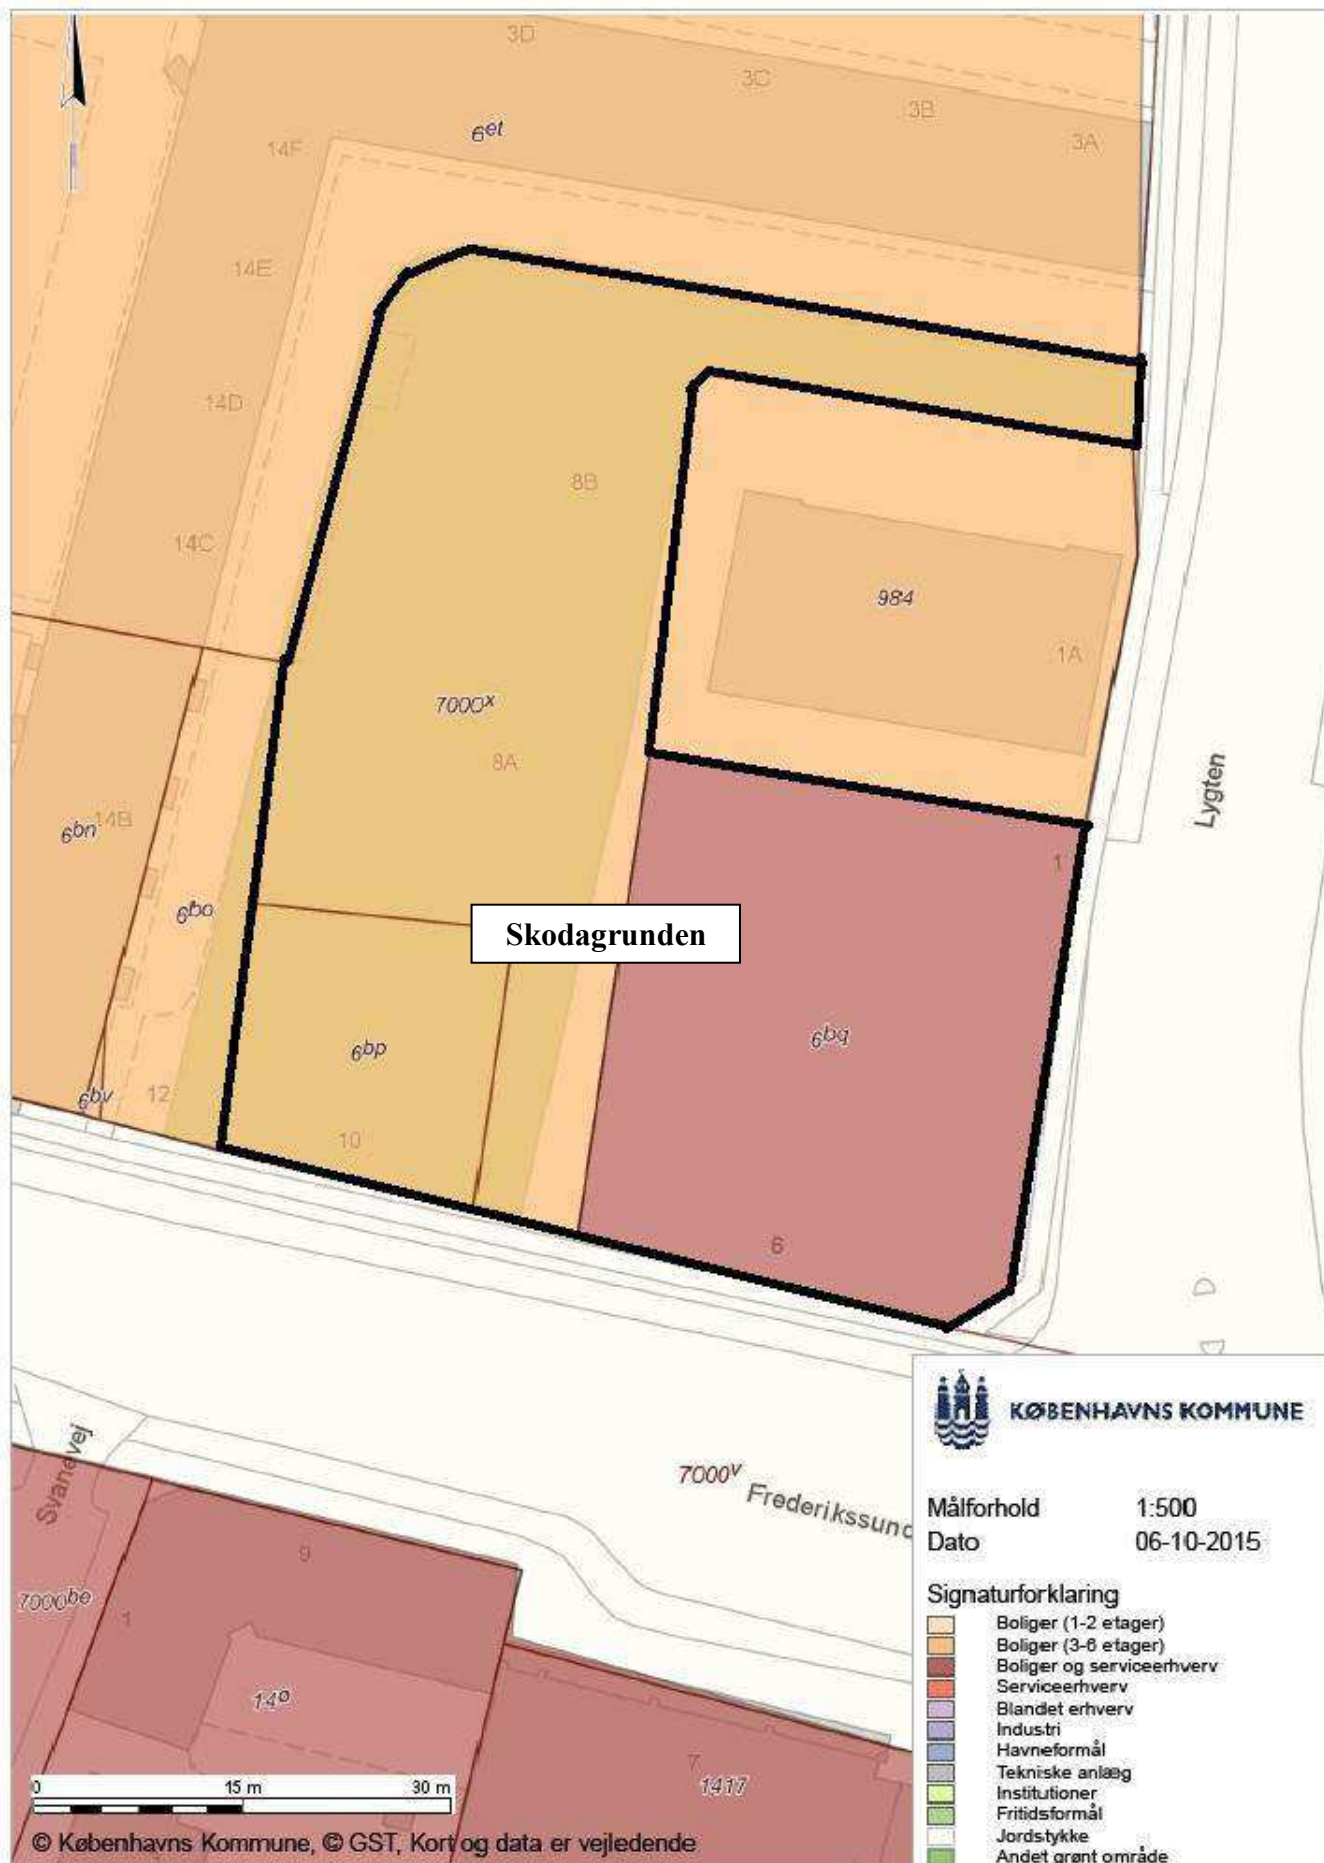 3D
3C
3B
3A
6et
14F
14E
14D
8B
14C
984
1A
7000x
8A
Lygten
6bn
14B
1
6bo
Skodagrunden
6bq
6bp
6bv
12
10
6
KØBENHAVNS KOMMUNE
Svanevej
7000v
Frederikssund
Målforhold 1:500
Dato 06-10-2015
9
Signaturforklaring
7000be
1
Boliger (1-2 etager)
Boliger (3-6 etager)
Boliger og serviceerhverv
Serviceerhverv
14ø
Blandet erhverv
Industri
Havneformål
7
1417
Tekniske anlæg
0 15 m 30 m
Institutioner
Fritidsformål
Jordstykke
© Københavns Kommune, © GST, Kort og data er vejledende
Andet grønt område